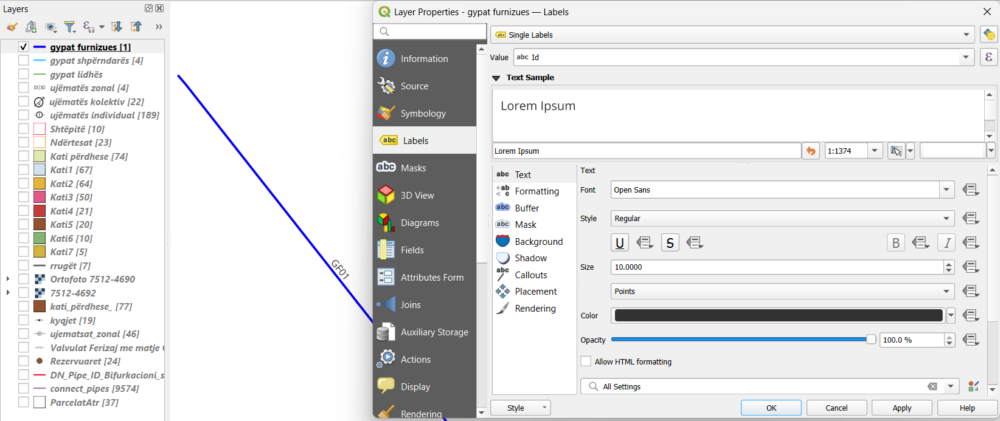 Layers
gypat furnizues [1]
gypat shpërndarës [4]
gypat lidhës
ujëmatës zonal [4]
ujëmatës kolektiv [22]
ujëmatës individual [189]
Shtëpitë [10]
Ndërtesat [23]
Kati përdhese [74]
Kati1 [67]
Kati2 [64]
Kati3 [50]
Kati4 [21]
Kati5 [20]
Kati6 [10]
Kati7 [5]
rrugët [7]
Ortofoto 7512-4690
7512-4692
kati_përdhese_ [77]
kyqjet [19]
ujematsat_zonal [46]
Valvulat Ferizaj me matje
Rezervuaret [24]
DN_Pipe_ID_Bifurkacioni_s
connect_pipes [9574]
ParcelatAtr [37]
GF01
Layer Properties - gypat furnizues — Labels
Information
Source
Symbology
abc Labels
abc Masks
3D View
Diagrams
Fields
Attributes Form
Joins
Auxiliary Storage
Actions
Display
Rendering
abc Single Labels
Value abc Id ε
Text Sample
Lorem Ipsum
Lorem Ipsum 1:1374
abc Text
+ab < c Formatting
abc Buffer
abc Mask
Background
Shadow
abc Callouts
Placement
Rendering
Text
Font Open Sans
Style Regular
U S B I
Size 10.0000
Points
Color
Opacity 100.0 %
Allow HTML formatting
All Settings
Style OK Cancel Apply Help